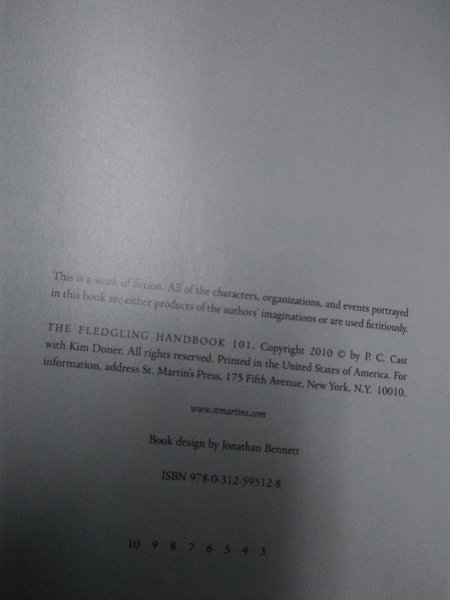 This is a work of fiction. All of the characters, organizations, and events portrayed
in this book are either products of the authors' imaginations or are used fictitiously.
THE FLEDGLING HANDBOOK 101. Copyright 2010 © by P. C. Cast
with Kim Doner. All rights reserved. Printed in the United States of America. For
information, address St. Martin's Press, 175 Fifth Avenue, New York, N.Y. 10010.
www.stmartins.com
Book design by Jonathan Bennett
ISBN 978-0-312-59512-8
10 9 8 7 6 5 4 3